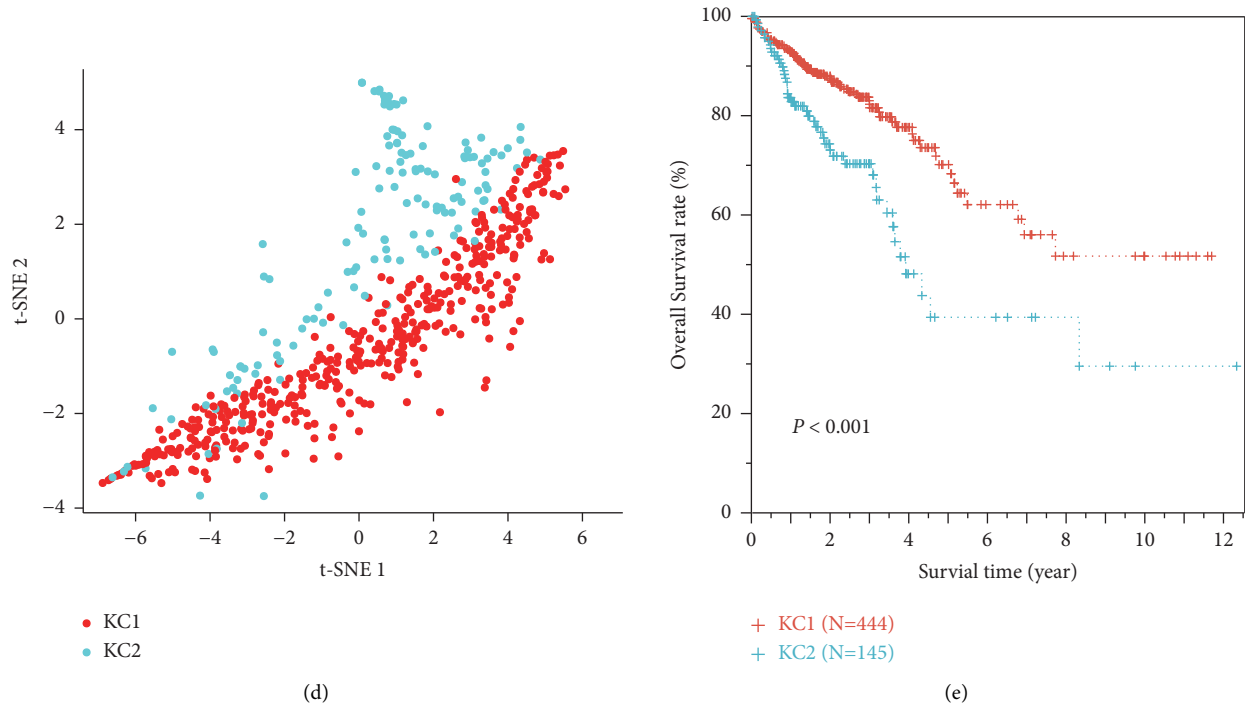 4
2
0
−2
−4
t-SNE 2
−6
−4
−2
0
2
4
6
t-SNE 1
KC1
KC2
(d)
100
80
60
40
20
0
Overall Survival rate (%)
P < 0.001
0
2
4
6
8
10
12
Survial time (year)
KC1 (N=444)
KC2 (N=145)
(e)